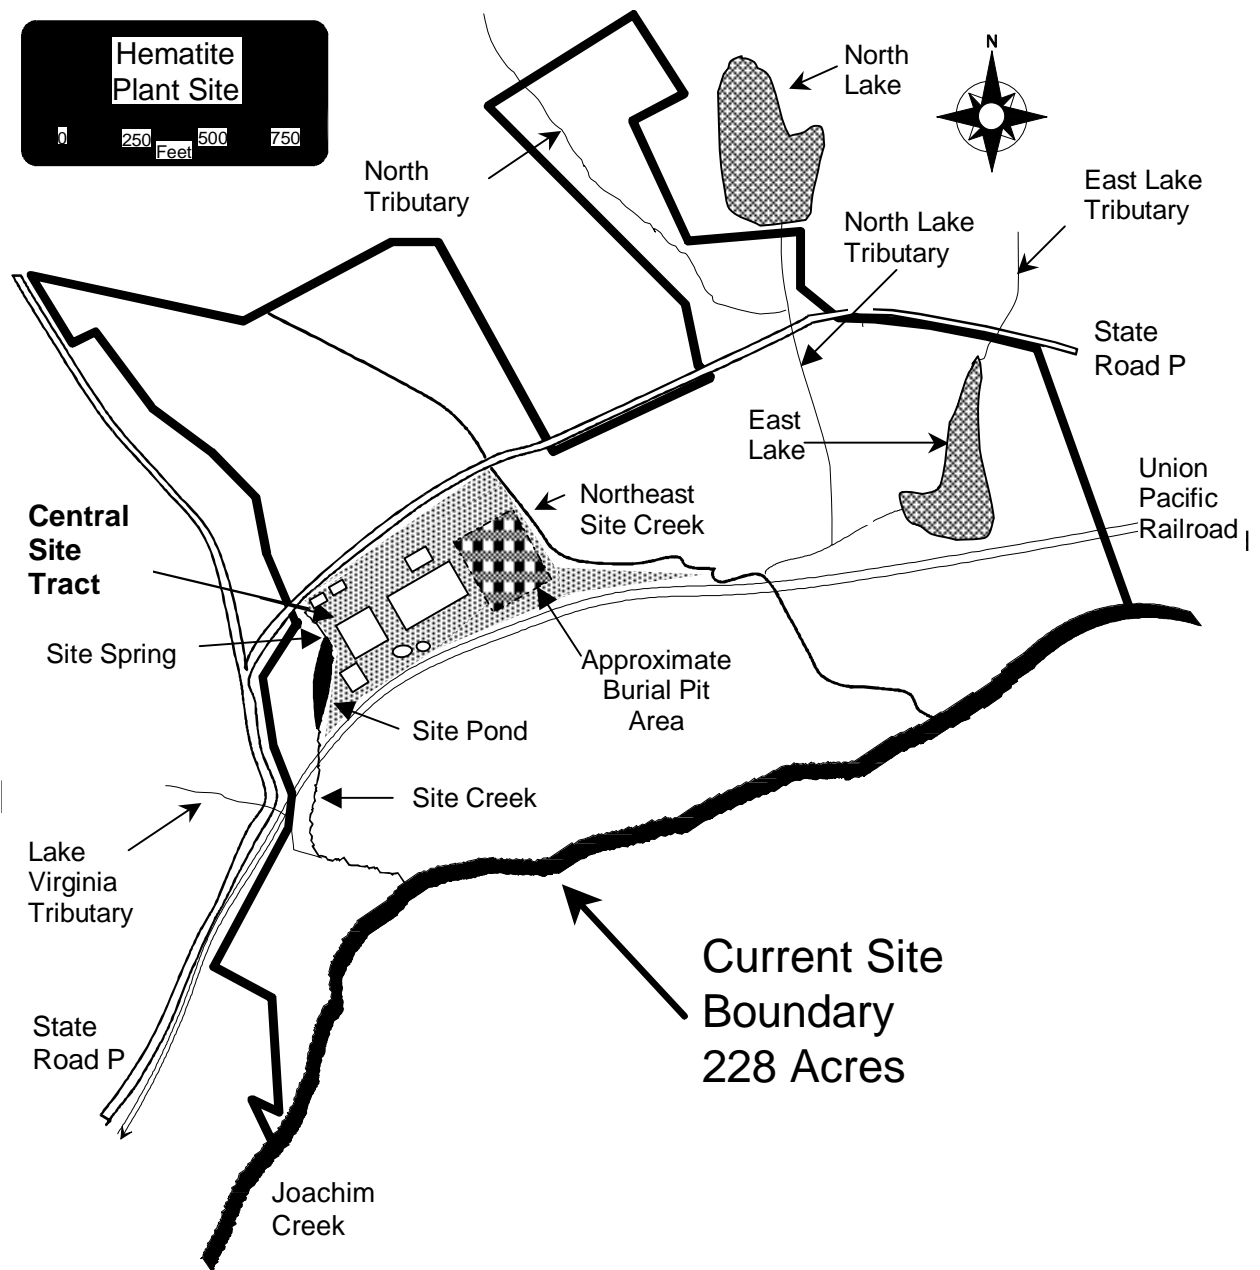 Hematite
Plant Site
0 250 500 750
Feet
North
Lake
N
North
Tributary
East Lake
Tributary
North Lake
Tributary
State
Road P
East
Lake
Union
Pacific
Railroad
Northeast
Site Creek
Central
Site
Tract
Site Spring
Approximate
Burial Pit
Area
Site Pond
Site Creek
Lake
Virginia
Tributary
Current Site
Boundary
228 Acres
State
Road P
Joachim
Creek